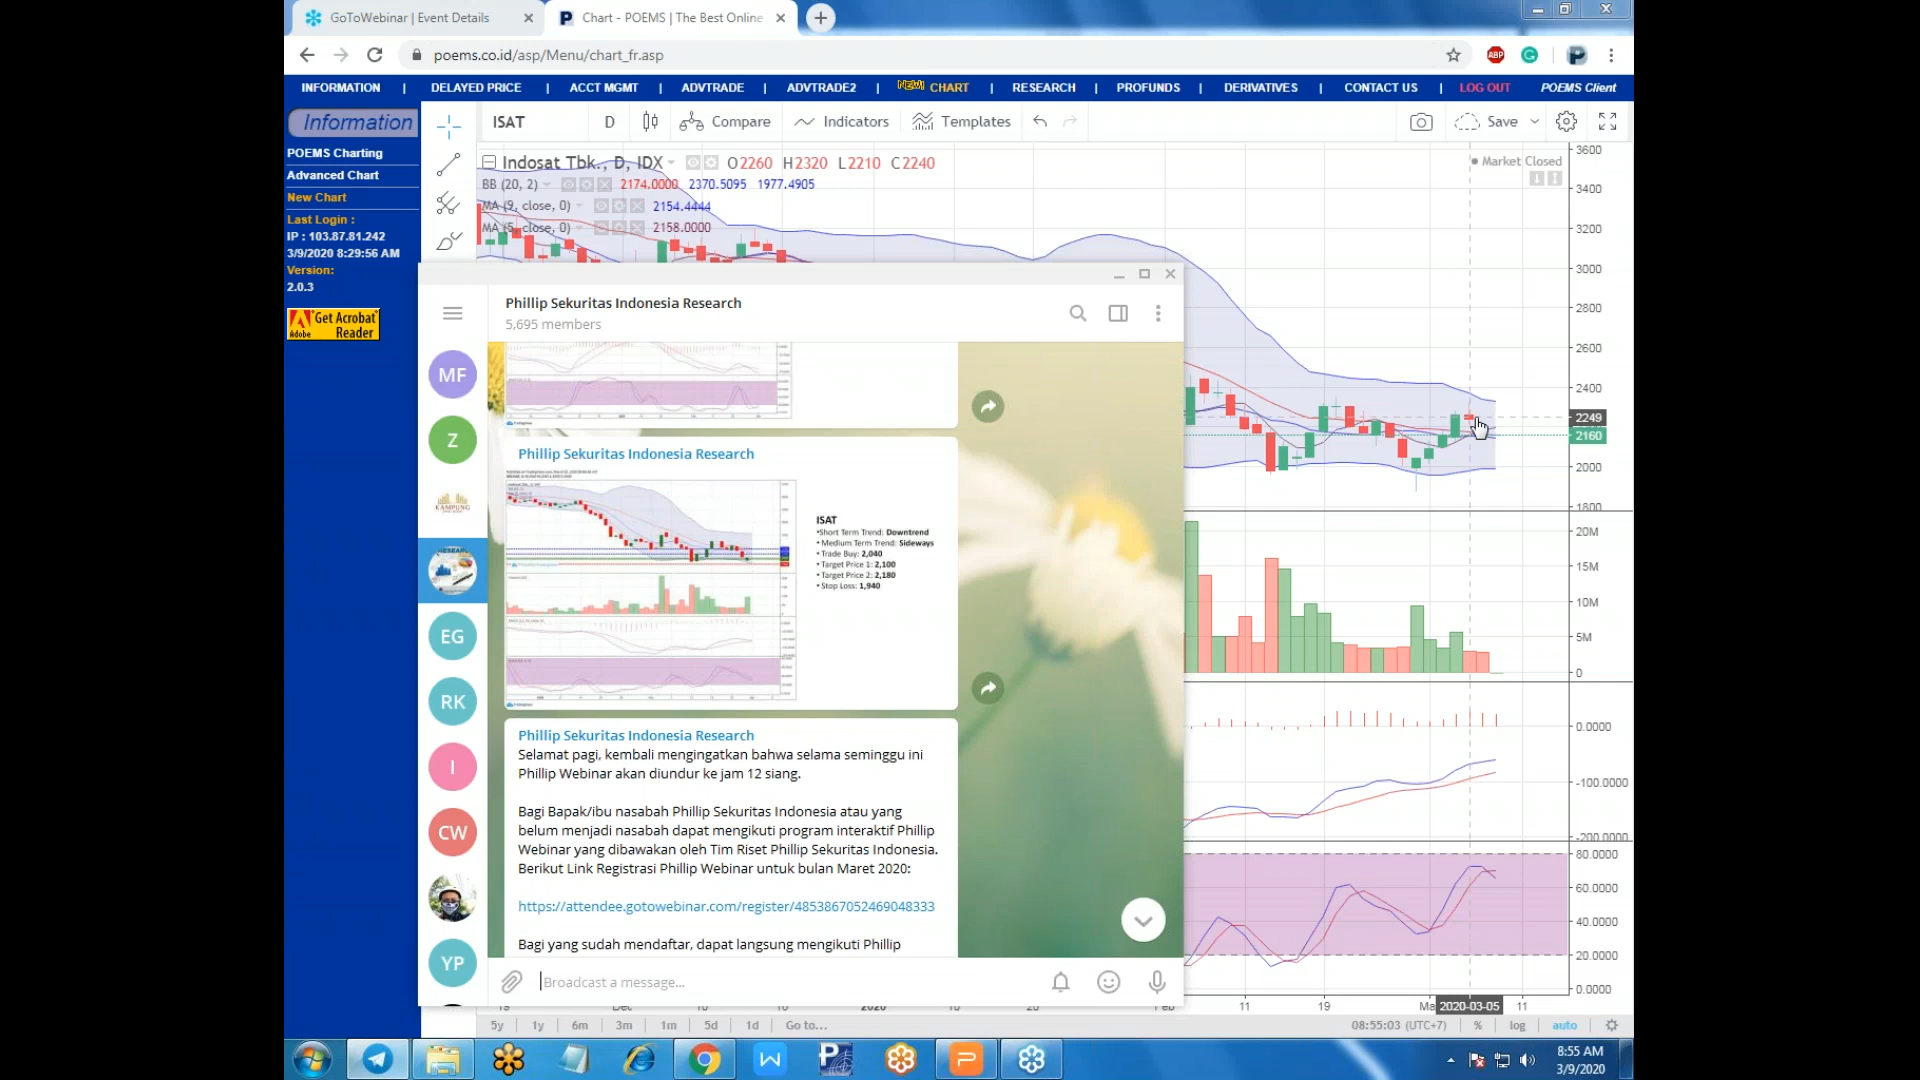 GoToWebinar | Event Details
Chart - POEMS | The Best Online
poems.co.id/asp/Menu/chart_fr.asp
ABP
INFORMATION | DELAYED PRICE | ACCT MGMT | ADVTRADE | ADVTRADE2 | NEW! CHART | RESEARCH | PROFUNDS | DERIVATIVES | CONTACT US | LOG OUT POEMS Client
Information
POEMS Charting
Advanced Chart
New Chart
Last Login :
IP : 103.87.81.242
3/9/2020 8:29:56 AM
Version:
2.0.3
Get Acrobat
Adobe Reader
ISAT D Compare Indicators Templates Save
Indosat Tbk., D, IDX O2260 H2320 L2210 C2240
BB (20, 2) 2174.0000 2370.5095 1977.4905
MA (9, close, 0) 2154.4444
MA (5, close, 0) 2158.0000
Market Closed
3600
3400
3200
3000
2800
2600
2400
2249
2160
2000
1800
20M
15M
10M
5M
0
0.0000
-100.0000
-200.0000
80.0000
60.0000
40.0000
20.0000
0.0000
Phillip Sekuritas Indonesia Research
5,695 members
MF
Z
KAMPUNG
EG
RK
I
CW
YP
Phillip Sekuritas Indonesia Research
ISAT
•Short Term Trend: Downtrend
•Medium Term Trend: Sideways
•Trade Buy: 2,040
•Target Price 1: 2,100
•Target Price 2: 2,180
•Stop Loss: 1,940
Phillip Sekuritas Indonesia Research
Selamat pagi, kembali mengingatkan bahwa selama seminggu ini
Phillip Webinar akan diundur ke jam 12 siang.
Bagi Bapak/ibu nasabah Phillip Sekuritas Indonesia atau yang
belum menjadi nasabah dapat mengikuti program interaktif Phillip
Webinar yang dibawakan oleh Tim Riset Phillip Sekuritas Indonesia.
Berikut Link Registrasi Phillip Webinar untuk bulan Maret 2020:
https://attendee.gotowebinar.com/register/4853867052469048333
Bagi yang sudah mendaftar, dapat langsung mengikuti Phillip
Broadcast a message...
11 19 2020-03-05 11
5y 1y 6m 3m 1m 5d 1d Go to...
08:55:03 (UTC+7) % log auto
8:55 AM
3/9/2020